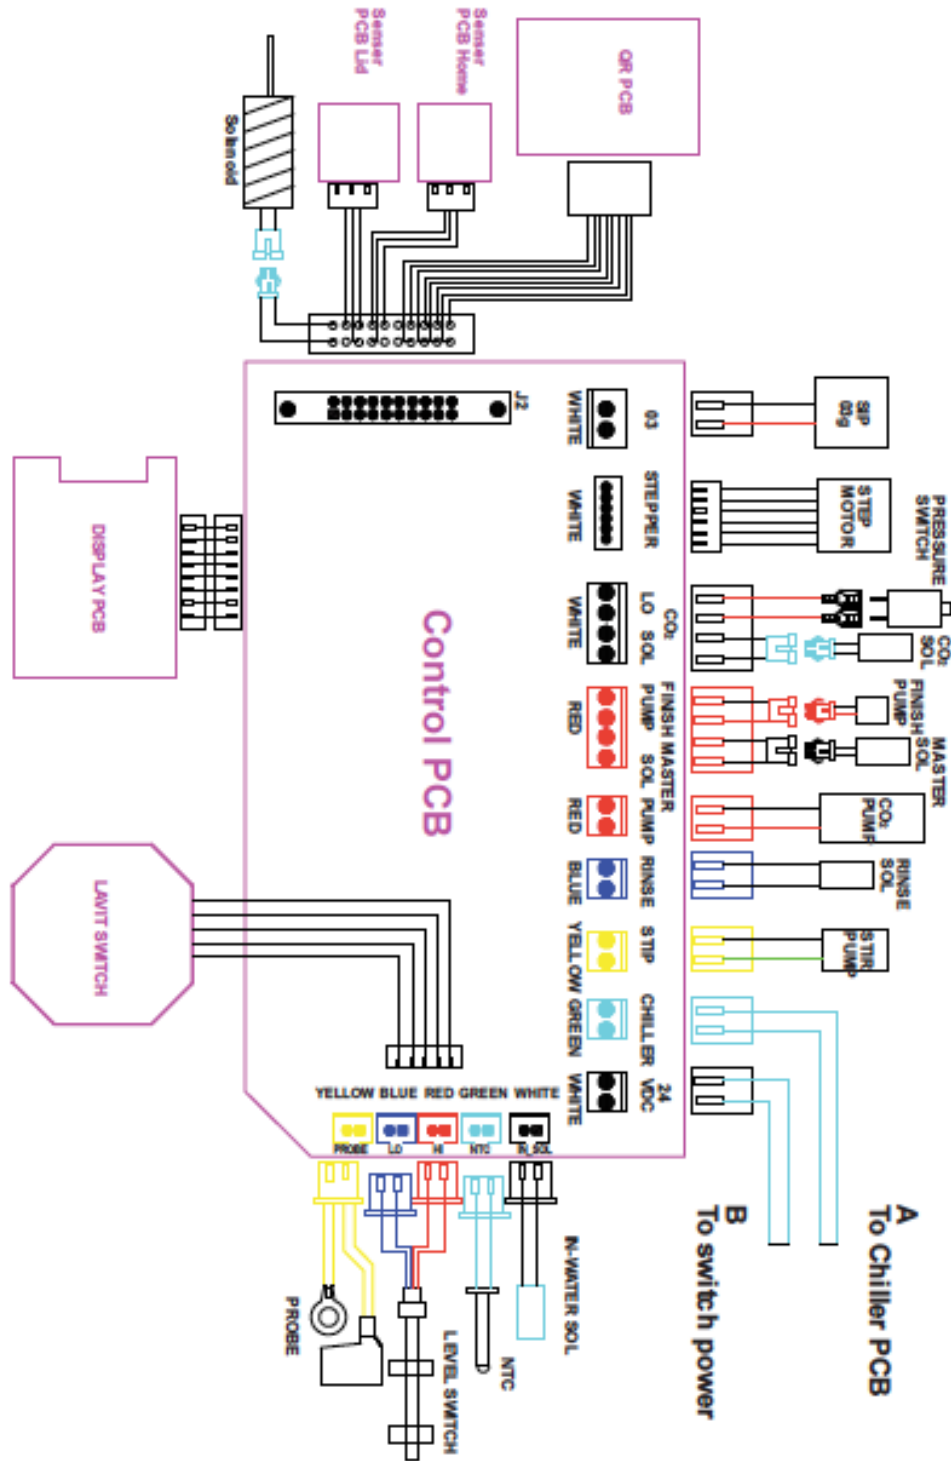 Senser
PCB Lid
Senser
PCB Home
QR PCB
Solenoid
J2
03
WHITE
SIP
03g
STEPPER
WHITE
STEP
MOTOR
PRESSURE
SWITCH
CO₂
LO SOL
WHITE
CO₂
SOL
FINISH MASTER
PUMP SOL
RED
FINISH
PUMP
MASTER
SOL
PUMP
RED
CO₂
PUMP
RINSE
BLUE
RINSE
SOL
STIP
YELLOW
STIR
PUMP
CHILLER
GREEN
24
VDC
WHITE
DISPLAY PCB
Control PCB
LAVIT SWITCH
YELLOW BLUE RED GREEN WHITE
PROBE LO HI NTC IN_SOL
A
To Chiller PCB
B
To switch power
IN-WATER SOL
NTC
LEVEL SWITCH
PROBE